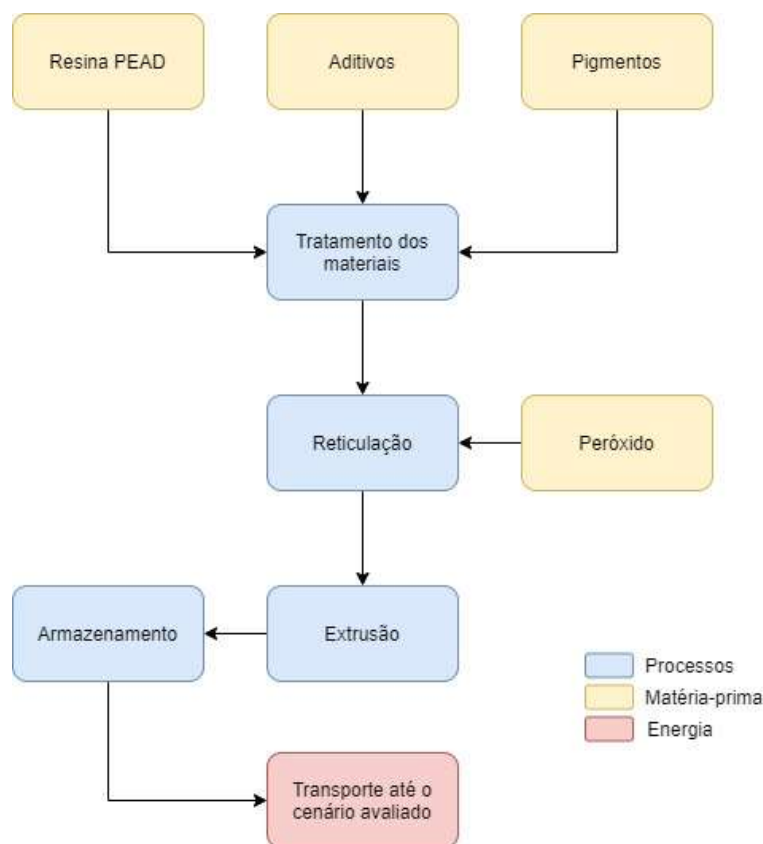 Resina PEAD
Aditivos
Pigmentos
Tratamento dos
materiais
Reticulação
Peróxido
Armazenamento
Extrusão
Processos
Matéria-prima
Energia
Transporte até o
cenário avaliado